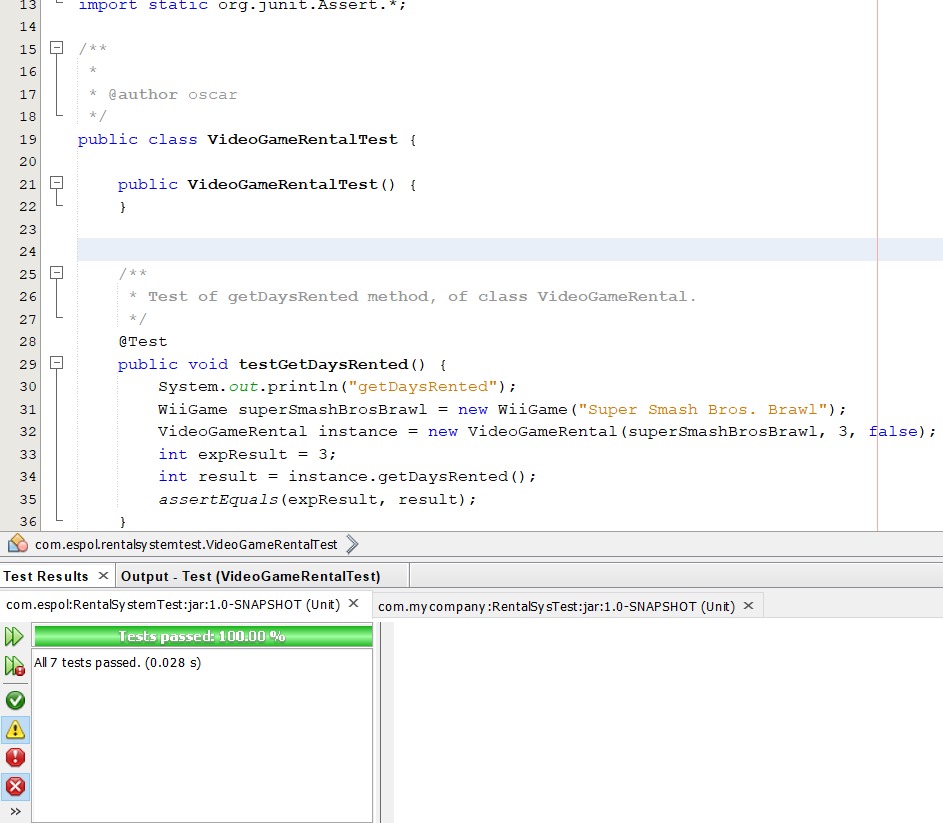 13 import static org.junit.Assert.*;
14
15 /**
16 *
17 * @author oscar
18 */
19 public class VideoGameRentalTest {
20
21 public VideoGameRentalTest() {
22 }
23
24
25 /**
26 * Test of getDaysRented method, of class VideoGameRental.
27 */
28 @Test
29 public void testGetDaysRented() {
30 System.out.println("getDaysRented");
31 WiiGame superSmashBrosBrawl = new WiiGame("Super Smash Bros. Brawl");
32 VideoGameRental instance = new VideoGameRental(superSmashBrosBrawl, 3, false);
33 int expResult = 3;
34 int result = instance.getDaysRented();
35 assertEquals(expResult, result);
36 }
com.espol.rentalsystemtest.VideoGameRentalTest
Test Results × Output - Test (VideoGameRentalTest)
com.espol:RentalSystemTest:jar:1.0-SNAPSHOT (Unit) × com.mycompany:RentalSysTest:jar:1.0-SNAPSHOT (Unit) ×
Tests passed: 100.00 %
All 7 tests passed. (0.028 s)
»